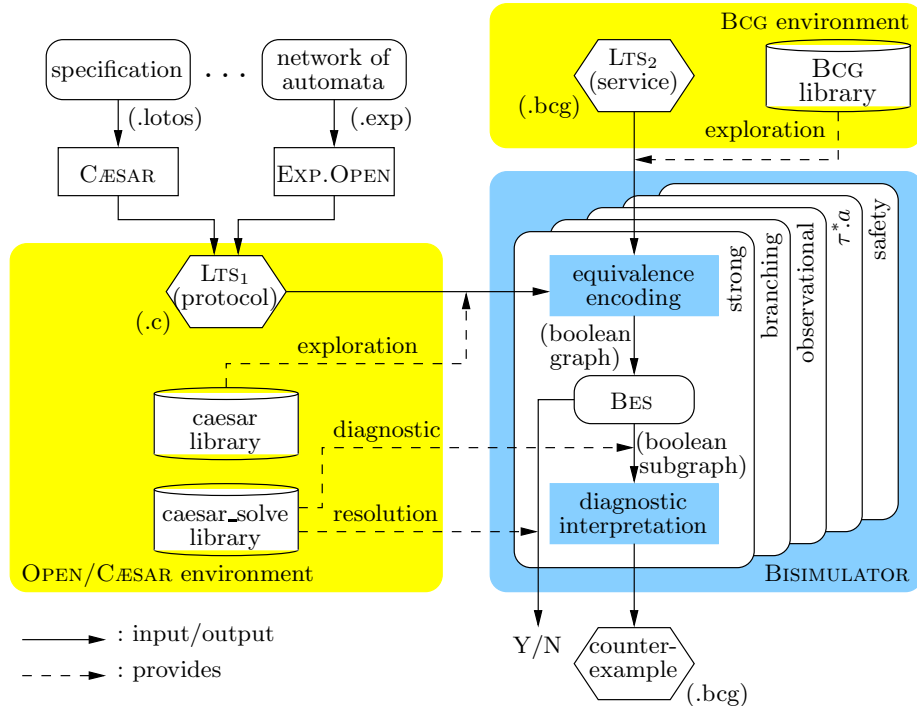 BCG environment
specification
. . .
network of
automata
LTS2
(service)
BCG
library
(.lotos)
(.exp)
(.bcg)
exploration
CÆSAR
EXP.OPEN
LTS1
(protocol)
(.c)
equivalence
encoding
strong
branching
observational
τ*.a
safety
exploration
(boolean
graph)
caesar
library
BES
diagnostic
(boolean
subgraph)
caesar_solve
library
resolution
diagnostic
interpretation
OPEN/CÆSAR environment
BISIMULATOR
: input/output
: provides
Y/N
counter-
example
(.bcg)